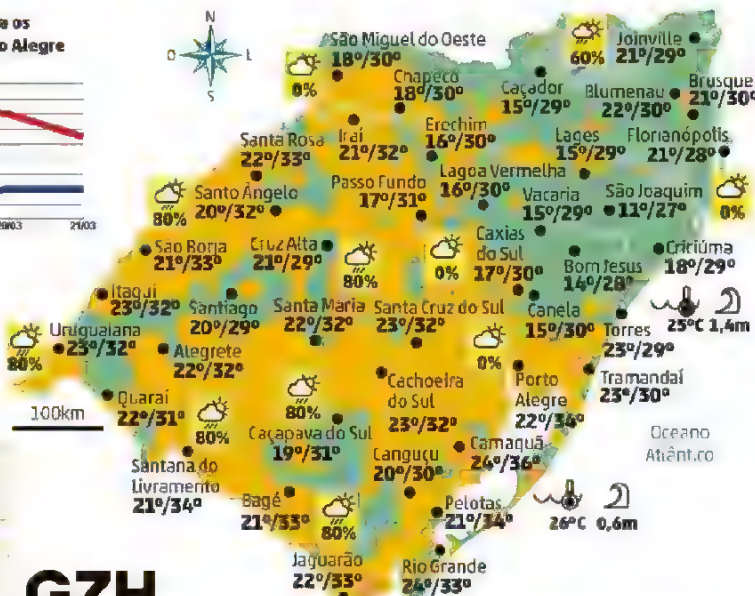 a os
o Alegre
20/03
21/03
N
O
L
S
São Miguel do Oeste
18º/30º
0%
60%
Joinville
21º/29º
Chapecó
18º/30º
Caçador
15º/29º
Blumenau
22º/30º
Brusque
21º/30º
Santa Rosa
22º/33º
Iraí
21º/32º
Erechim
16º/30º
Lages
15º/29º
Florianópolis
21º/28º
80%
Santo Ângelo
20º/32º
Passo Fundo
17º/31º
Lagoa Vermelha
16º/30º
Vacaria
15º/29º
São Joaquim
11º/27º
0%
São Borja
21º/33º
Cruz Alta
21º/29º
80%
0%
Caxias
do Sul
17º/30º
Bom Jesus
14º/28º
Criciúma
18º/29º
Itaqui
23º/32º
Santiago
20º/29º
Santa Maria
22º/32º
Santa Cruz do Sul
23º/32º
Canela
15º/30º
25ºC 1,4m
80%
Uruguaiana
23º/32º
Alegrete
22º/32º
0%
Torres
23º/29º
Quaraí
22º/31º
100km
80%
80%
Cachoeira
do Sul
23º/32º
Porto
Alegre
22º/34º
Tramandaí
23º/30º
Caçapava do Sul
19º/31º
Camaquã
24º/36º
Oceano
Atlântico
Santana do
Livramento
21º/34º
Canguçu
20º/30º
Bagé
21º/33º
80%
Pelotas
21º/34º
26ºC 0,6m
Jaguarão
22º/33º
Rio Grande
24º/33º
GZH